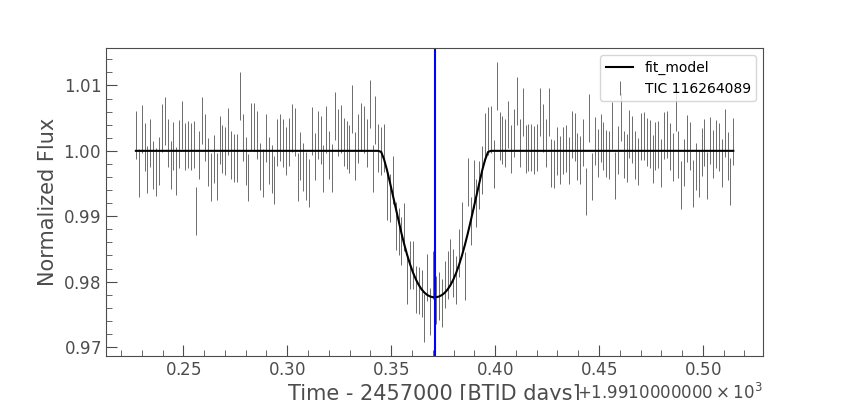 fit_model
TIC 116264089
1.01
1.00
0.99
0.98
0.97
Normalized Flux
0.25 0.30 0.35 0.40 0.45 0.50
Time - 2457000 [BTJD days]
+1.9910000000 × 10³